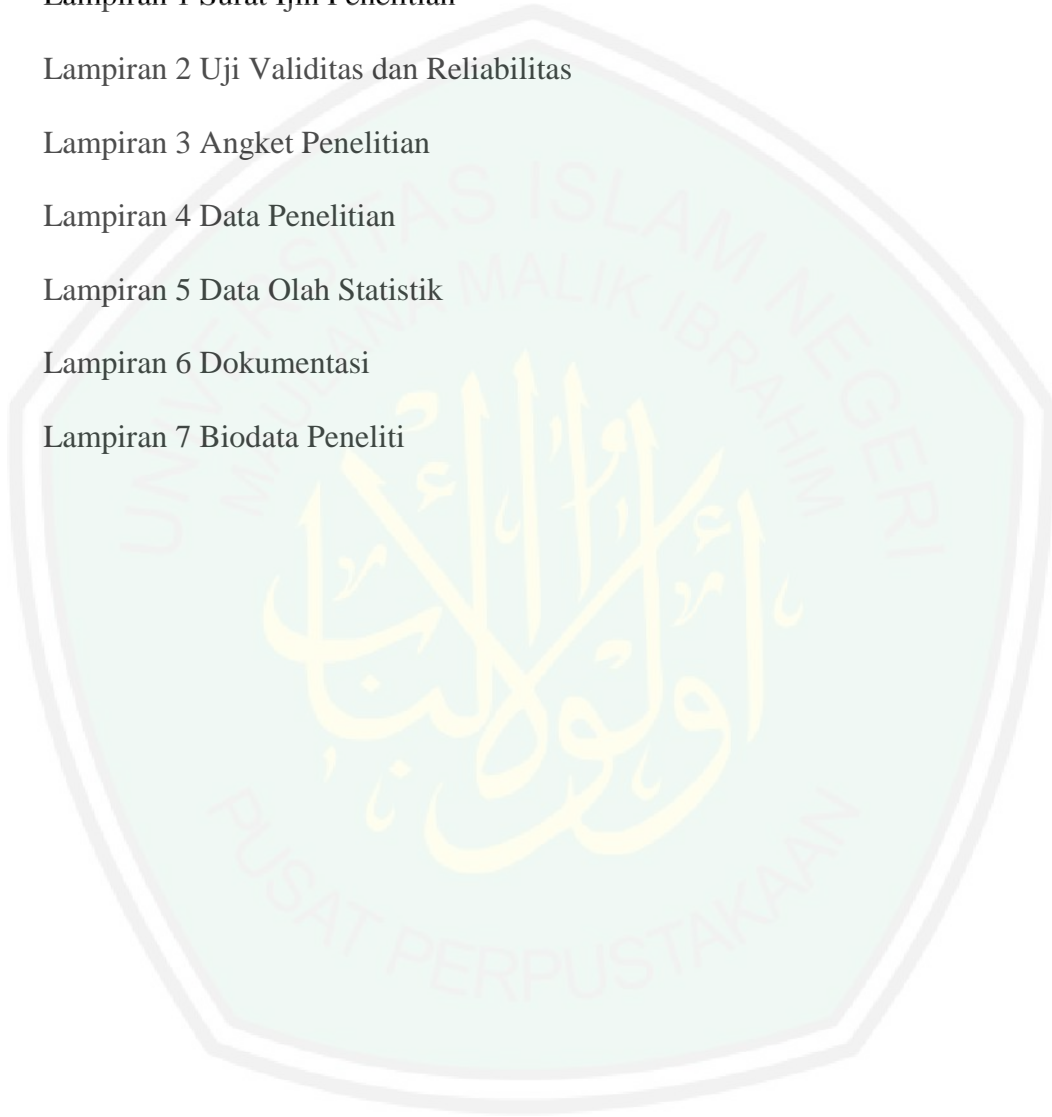 Lampiran 1 Surat Ijin Penelitian
Lampiran 2 Uji Validitas dan Reliabilitas
Lampiran 3 Angket Penelitian
Lampiran 4 Data Penelitian
Lampiran 5 Data Olah Statistik
Lampiran 6 Dokumentasi
Lampiran 7 Biodata Peneliti
UNIVERSITAS ISLAM NEGERI
MAULANA MALIK IBRAHIM
PUSAT PERPUSTAKAAN